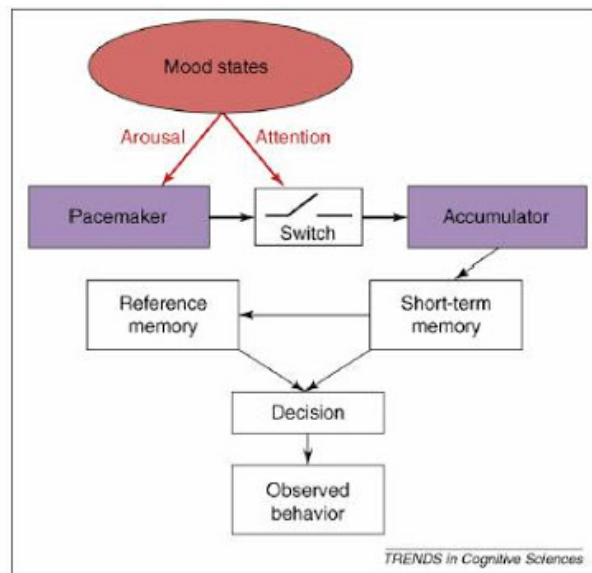 Mood states
Arousal
Attention
Pacemaker
Switch
Accumulator
Reference
memory
Short-term
memory
Decision
Observed
behavior
TRENDS in Cognitive Sciences